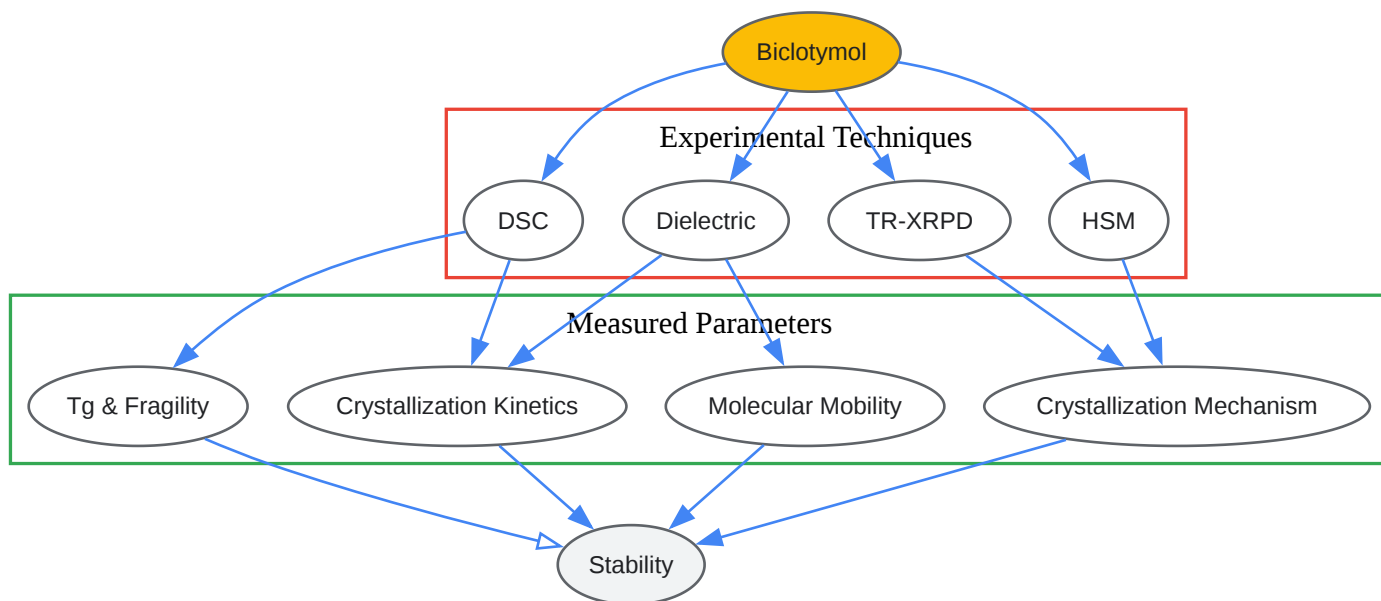 Biclotymol
Experimental Techniques
DSC
Dielectric
TR-XRPD
HSM
Measured Parameters
Tg & Fragility
Crystallization Kinetics
Molecular Mobility
Crystallization Mechanism
Stability